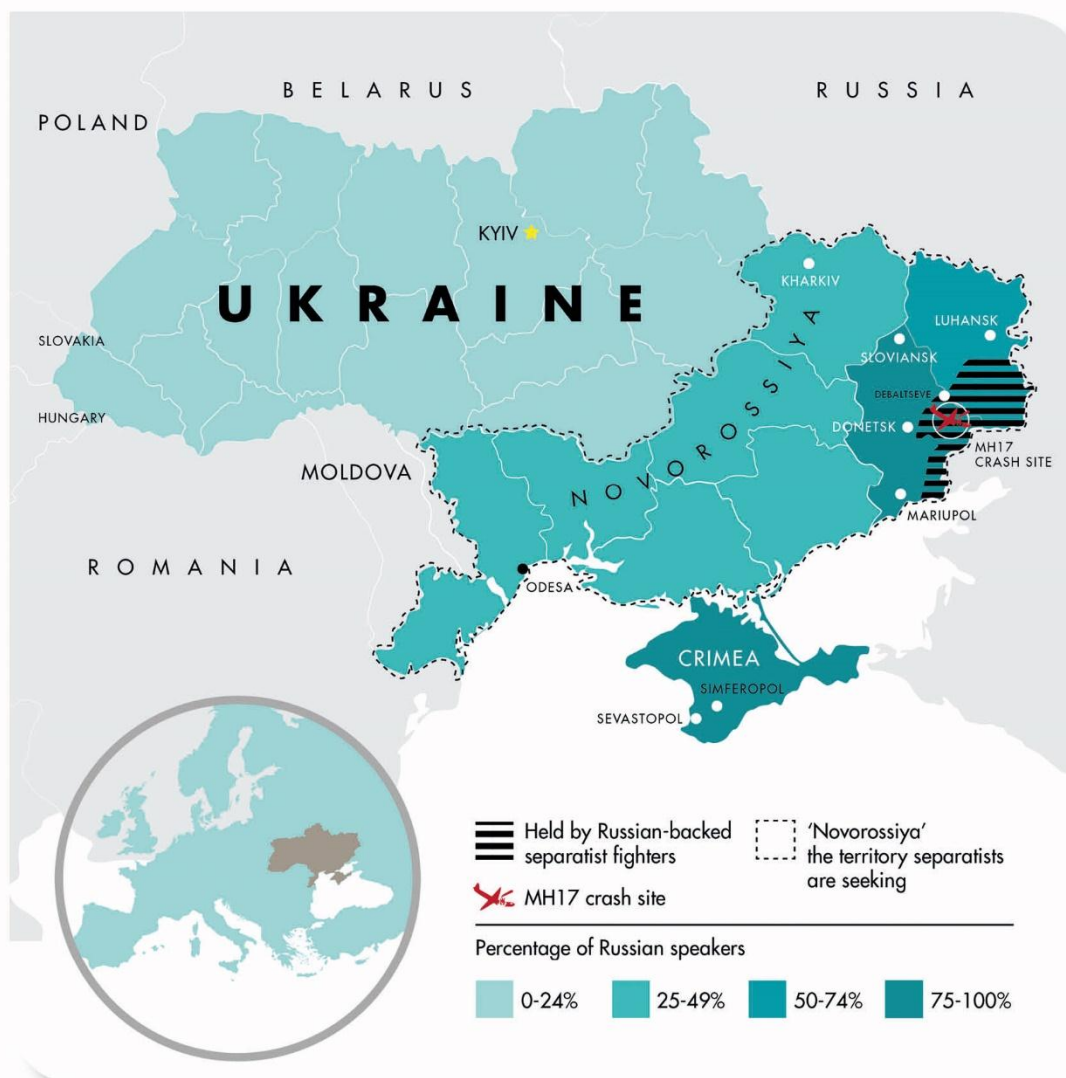 BELARUS
RUSSIA
POLAND
KYIV
UKRAINE
KHARKIV
SLOVAKIA
LUHANSK
SLOVIANSK
HUNGARY
DEBALTSEVE
DONETSK
NOVOROSSIYA
MH17
CRASH SITE
MOLDOVA
MARIUPOL
ROMANIA
ODESA
CRIMEA
SIMFEROPOL
SEVASTOPOL
Held by Russian-backed
separatist fighters
'Novorossiya'
the territory separatists
are seeking
MH17 crash site
Percentage of Russian speakers
0-24%
25-49%
50-74%
75-100%